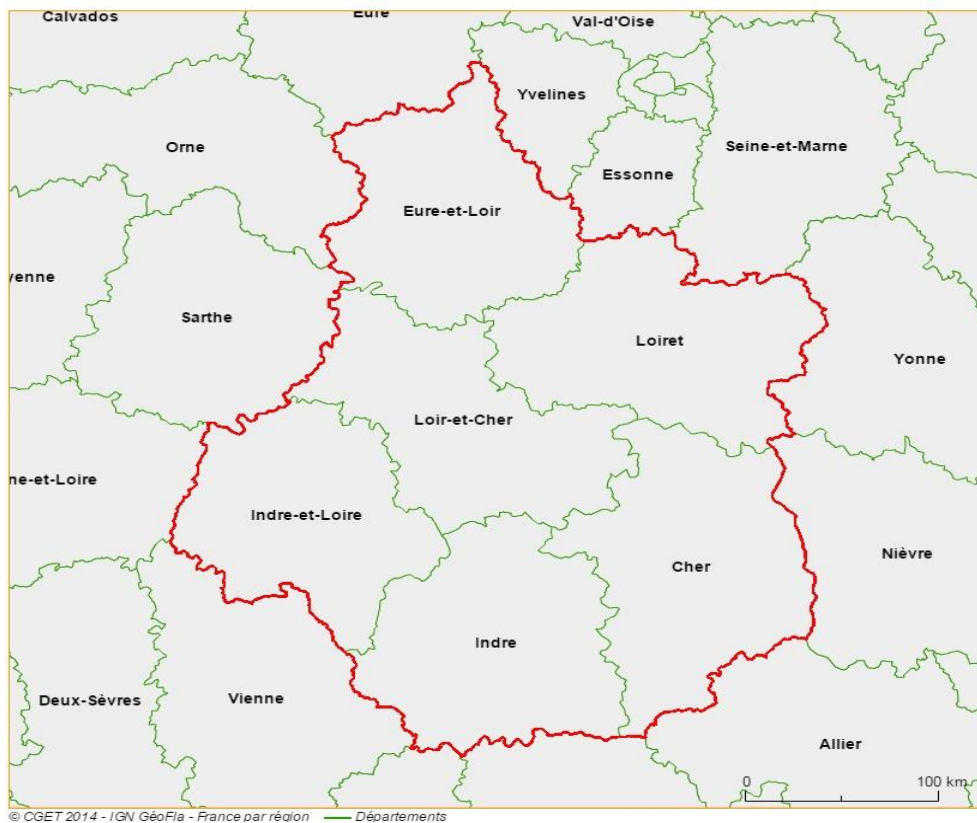 Calvados
Eure
Val-d'Oise
Yvelines
Orne
Seine-et-Marne
Essonne
Eure-et-Loir
yenne
Sarthe
Loiret
Yonne
Loir-et-Cher
ne-et-Loire
Indre-et-Loire
Nièvre
Cher
Indre
Deux-Sèvres
Vienne
Allier
0 100 km
© CGET 2014 - IGN GéoFla - France par région Départements